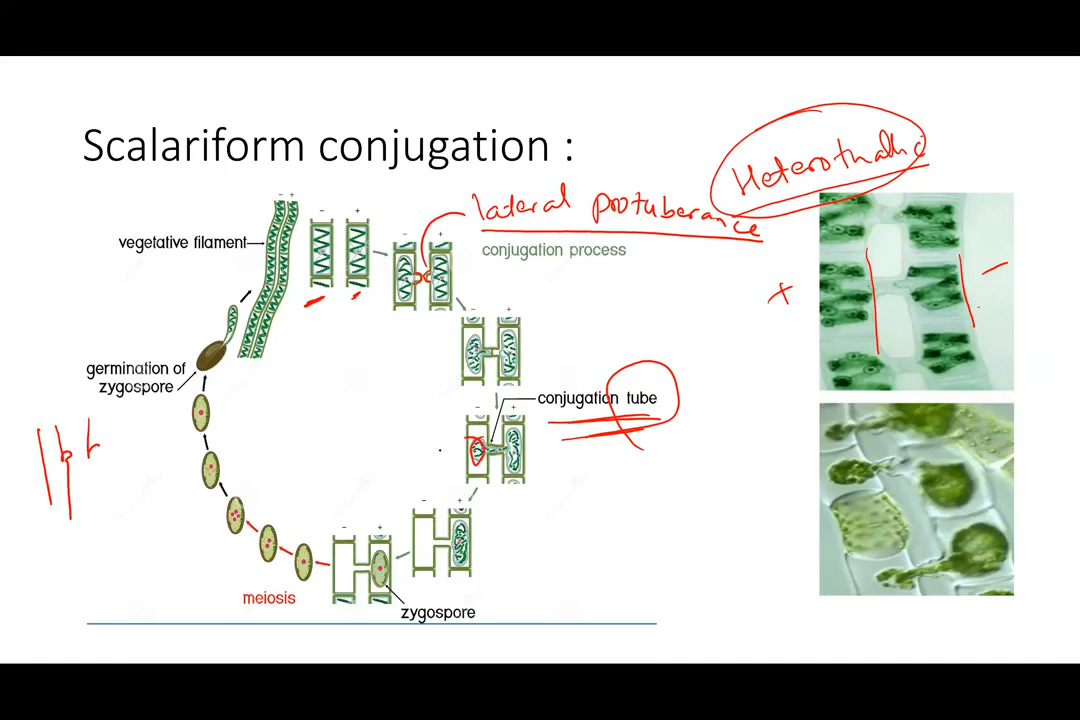 Scalariform conjugation :
Heterothallic
lateral protuberance
- +
vegetative filament
- +
- +
conjugation process
+ -
- +
germination of
zygospore
conjugation tube
- +
- +
- +
meiosis
zygospore